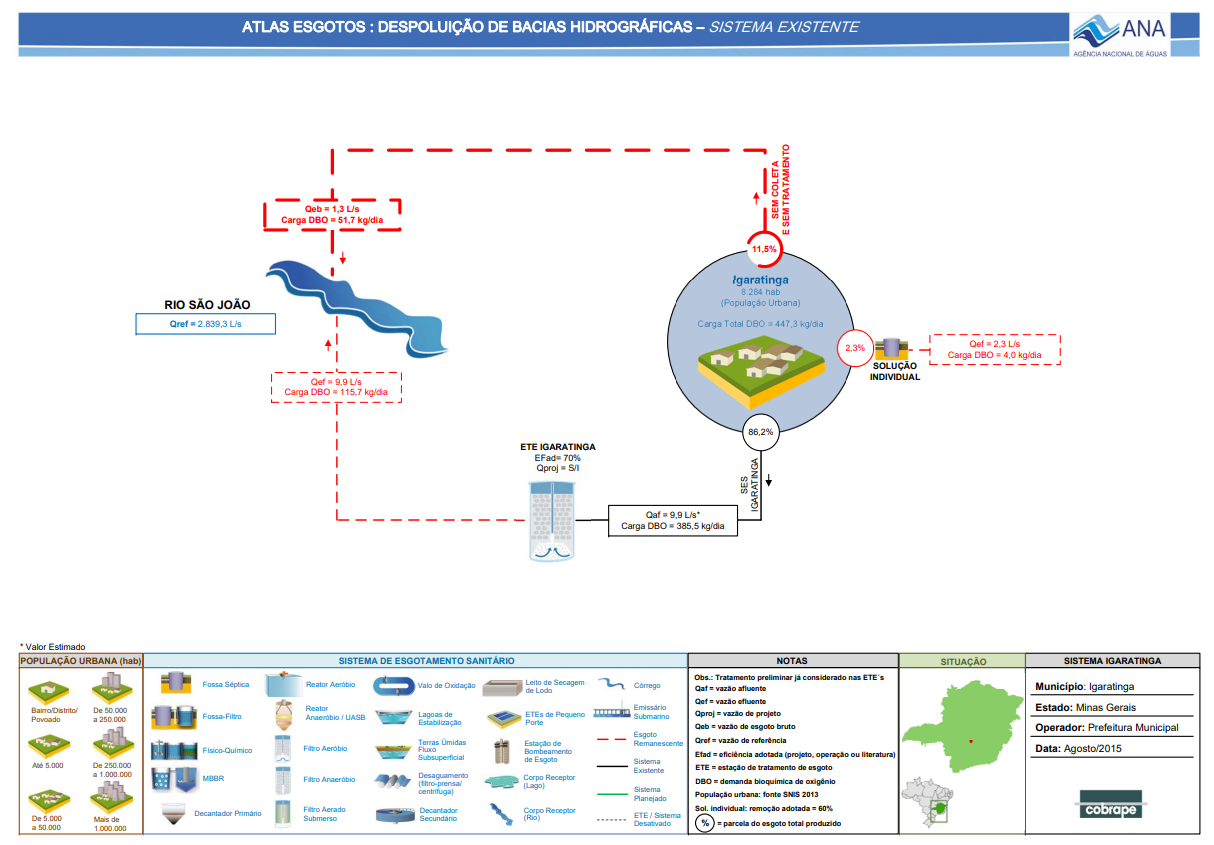 ATLAS ESGOTOS : DESPOLUIÇÃO DE BACIAS HIDROGRÁFICAS – SISTEMA EXISTENTE
ANA
AGÊNCIA NACIONAL DE ÁGUAS
SEM COLETA
E SEM TRATAMENTO
Qeb = 1,3 L/s
Carga DBO = 51,7 kg/dia
11,5%
Igaratinga
8.284 hab
(População Urbana)
Carga Total DBO = 447,3 kg/dia
RIO SÃO JOÃO
Qref = 2.839,3 L/s
2,3%
SOLUÇÃO
INDIVIDUAL
Qef = 2,3 L/s
Carga DBO = 4,0 kg/dia
Qef = 9,9 L/s
Carga DBO = 115,7 kg/dia
86,2%
SES
IGARATINGA
ETE IGARATINGA
EFad= 70%
Qproj = S/I
Qaf = 9,9 L/s*
Carga DBO = 385,5 kg/dia
* Valor Estimado
POPULAÇÃO URBANA (hab)
Bairro/Distrito/
Povoado
De 50.000
a 250.000
Até 5.000
De 250.000
a 1.000.000
De 5.000
a 50.000
Mais de
1.000.000
SISTEMA DE ESGOTAMENTO SANITÁRIO
Fossa Séptica
Fossa-Filtro
Físico-Químico
MBBR
Decantador Primário
Reator Aeróbio
Reator
Anaeróbio / UASB
Filtro Aeróbio
Filtro Anaeróbio
Filtro Aerado
Submerso
Valo de Oxidação
Lagoas de
Estabilização
Terras Úmidas
Fluxo
Subsuperficial
Desaguamento
(filtro-prensa/
centrífuga)
Decantador
Secundário
Leito de Secagem
de Lodo
ETEs de Pequeno
Porte
Estação de
Bombeamento
de Esgoto
Corpo Receptor
(Lago)
Corpo Receptor
(Rio)
Córrego
Emissário
Submarino
Esgoto
Remanescente
Sistema
Existente
Sistema
Planejado
ETE / Sistema
Desativado
NOTAS
Obs.: Tratamento preliminar já considerado nas ETE´s
Qaf = vazão afluente
Qef = vazão efluente
Qproj = vazão de projeto
Qeb = vazão de esgoto bruto
Qref = vazão de referência
Efad = eficiência adotada (projeto, operação ou literatura)
ETE = estação de tratamento de esgoto
DBO = demanda bioquímica de oxigênio
População urbana: fonte SNIS 2013
Sol. individual: remoção adotada = 60%
% = parcela do esgoto total produzido
SITUAÇÃO
SISTEMA IGARATINGA
Município: Igaratinga
Estado: Minas Gerais
Operador: Prefeitura Municipal
Data: Agosto/2015
cobrape